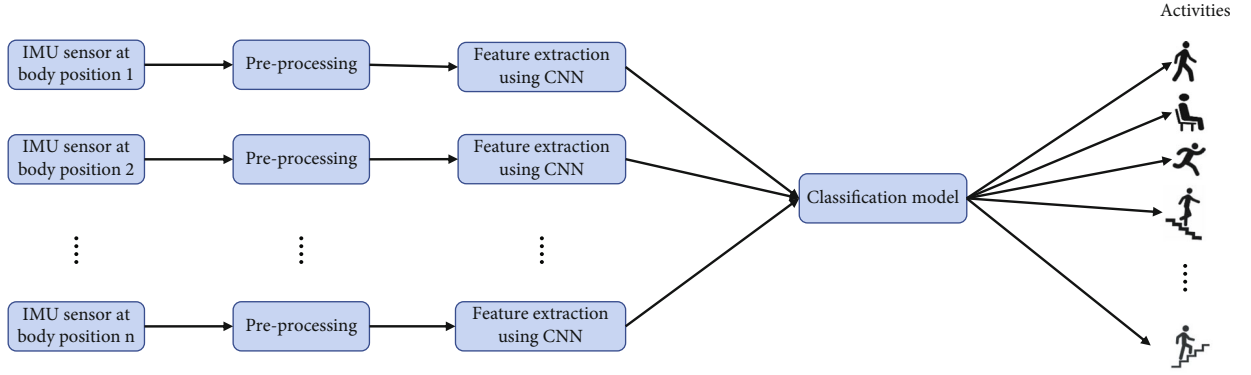 Activities
IMU sensor at
body position 1
Pre-processing
Feature extraction
using CNN
IMU sensor at
body position 2
Pre-processing
Feature extraction
using CNN
Classification model
IMU sensor at
body position n
Pre-processing
Feature extraction
using CNN